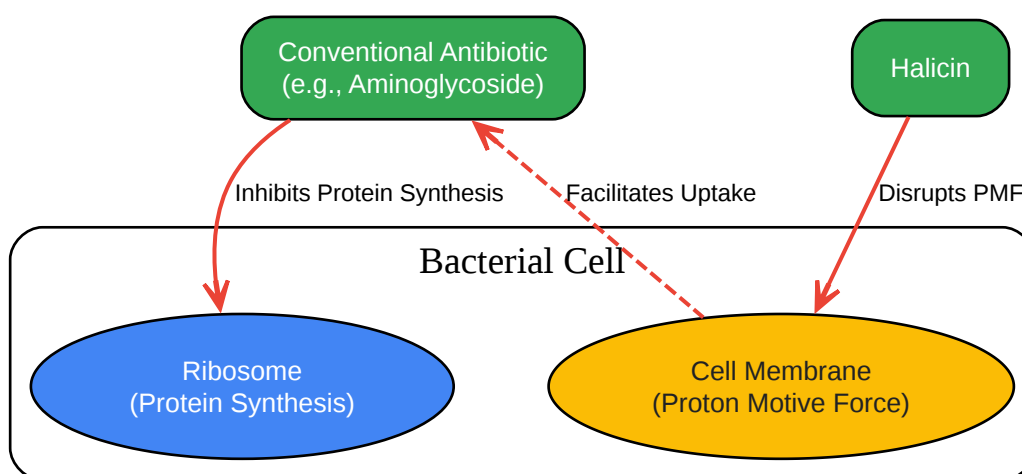 Conventional Antibiotic
(e.g., Aminoglycoside)
Halicin
Inhibits Protein Synthesis
Facilitates Uptake
Disrupts PMF
Bacterial Cell
Ribosome
(Protein Synthesis)
Cell Membrane
(Proton Motive Force)